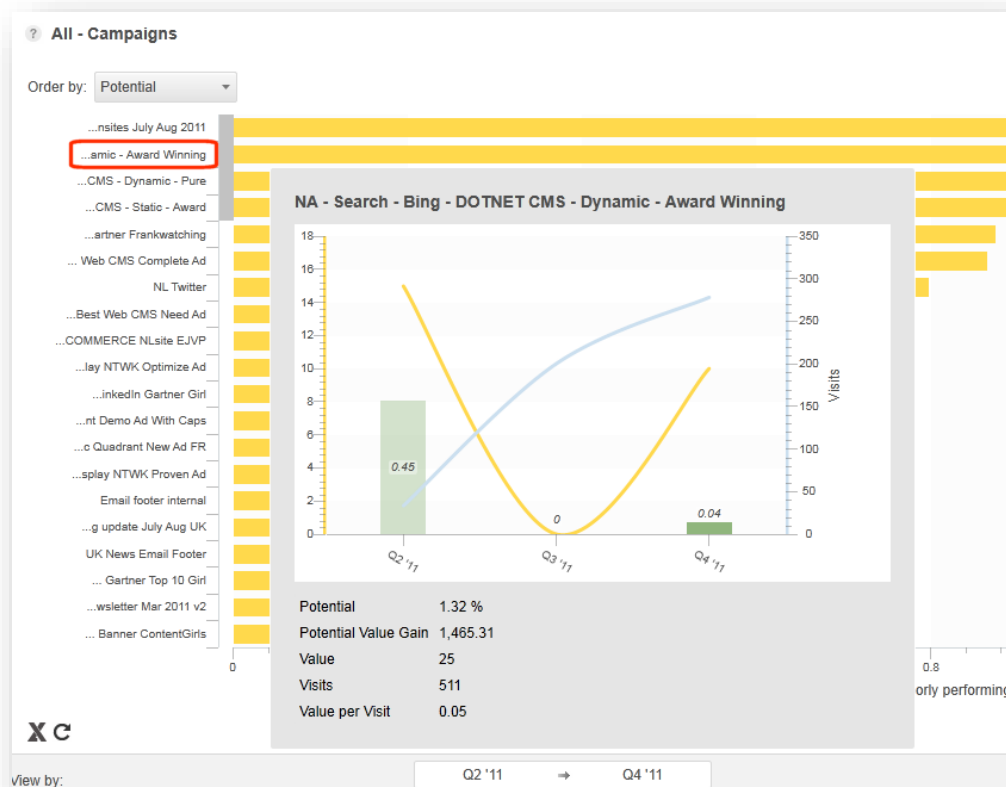 ? All - Campaigns
Order by: Potential
...nsites July Aug 2011
...amic - Award Winning
...CMS - Dynamic - Pure
...CMS - Static - Award
...artner Frankwatching
... Web CMS Complete Ad
NL Twitter
...Best Web CMS Need Ad
...COMMERCE NLsite EJVP
...lay NTWK Optimize Ad
...inkedIn Gartner Girl
...nt Demo Ad With Caps
...c Quadrant New Ad FR
...splay NTWK Proven Ad
Email footer internal
...g update July Aug UK
UK News Email Footer
... Gartner Top 10 Girl
...wsletter Mar 2011 v2
... Banner ContentGirls
0
0.8
orly performing
NA - Search - Bing - DOTNET CMS - Dynamic - Award Winning
18
16
14
12
10
8
6
4
2
0
350
300
250
200
150
100
50
0
Visits
0.45
0
0.04
Q2 '11
Q3 '11
Q4 '11
Potential 1.32 %
Potential Value Gain 1,465.31
Value 25
Visits 511
Value per Visit 0.05
View by:
Q2 '11 → Q4 '11